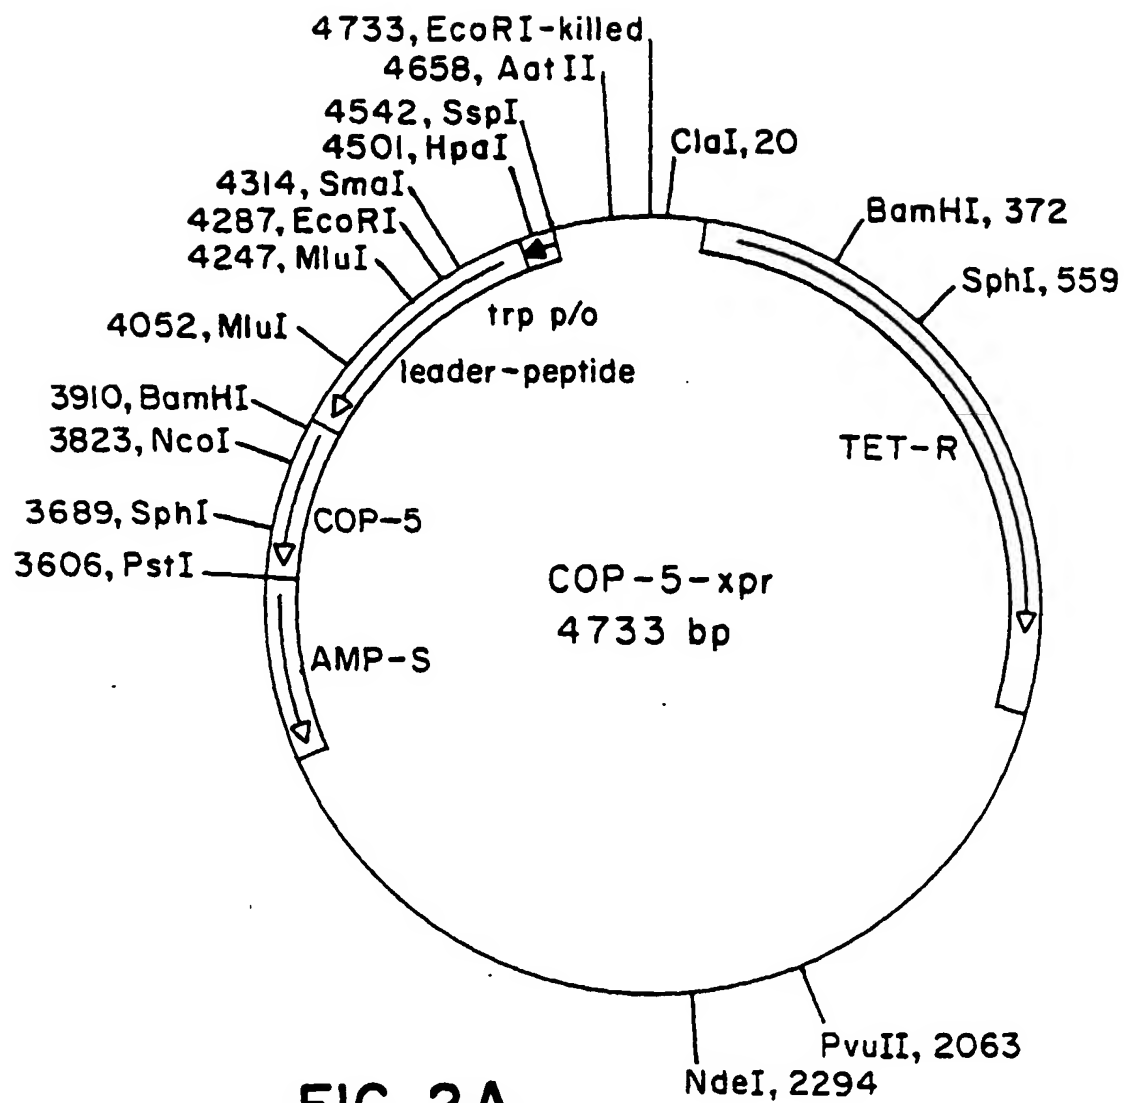 4733, EcoRI-killed
4658, AatII
4542, SspI
4501, HpaI
4314, SmaI
4287, EcoRI
4247, MluI
4052, MluI
3910, BamHI
3823, NcoI
3689, SphI
3606, PstI
ClaI, 20
BamHI, 372
SphI, 559
trp p/o
leader-peptide
TET-R
COP-5
COP-5-xpr
4733 bp
AMP-S
PvuII, 2063
NdeI, 2294
FIG. 2A